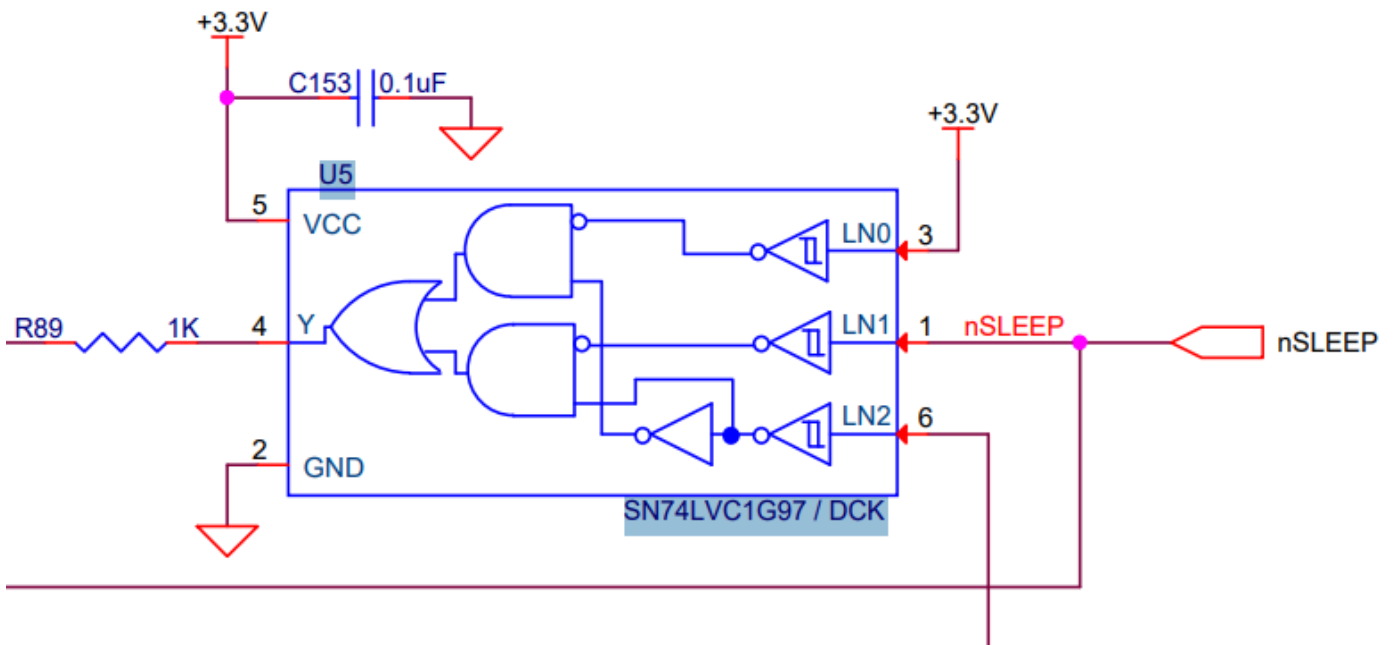 +3.3V
C153 0.1uF
+3.3V
U5
5 VCC
LN0 3
R89 1K 4 Y
LN1 1 nSLEEP
nSLEEP
LN2 6
2 GND
SN74LVC1G97 / DCK